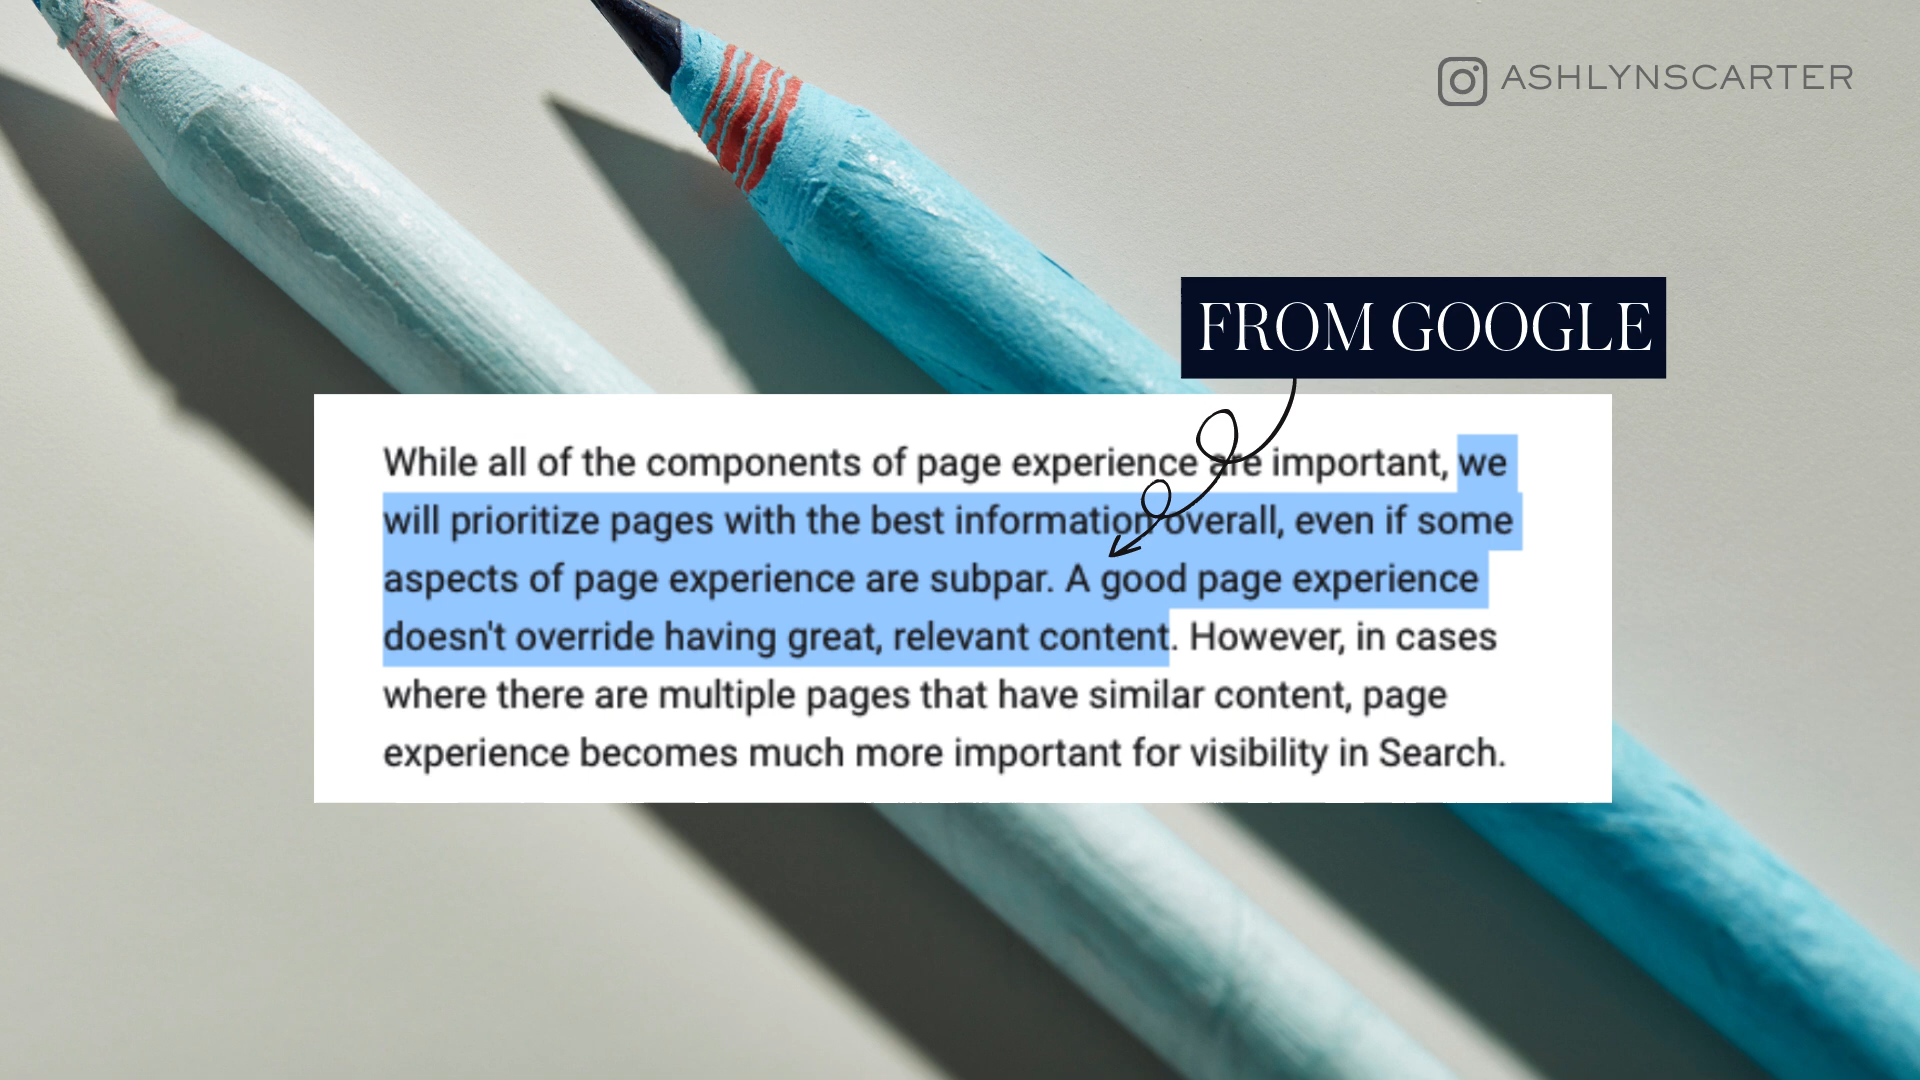 ASHLYNSCARTER
FROM GOOGLE
While all of the components of page experience are important, we
will prioritize pages with the best information overall, even if some
aspects of page experience are subpar. A good page experience
doesn't override having great, relevant content. However, in cases
where there are multiple pages that have similar content, page
experience becomes much more important for visibility in Search.